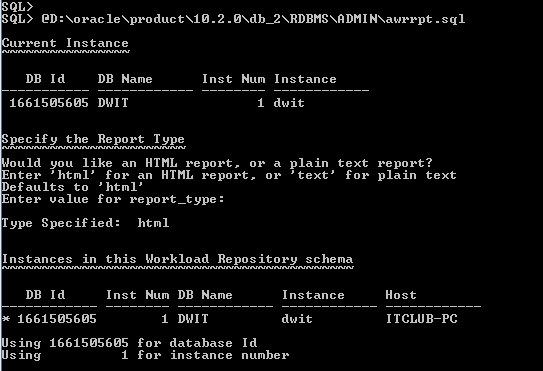 SQL>
SQL> @D:\oracle\product\10.2.0\db_2\RDBMS\ADMIN\awrrpt.sql
Current Instance
~~~~~~~~~~~~~~~~
DB Id DB Name Inst Num Instance
----------- ------------ -------- ------------
1661505605 DWIT 1 dwit
Specify the Report Type
~~~~~~~~~~~~~~~~~~~~~~~
Would you like an HTML report, or a plain text report?
Enter 'html' for an HTML report, or 'text' for plain text
Defaults to 'html'
Enter value for report_type:
Type Specified: html
Instances in this Workload Repository schema
~~~~~~~~~~~~~~~~~~~~~~~~~~~~~~~~~~~~~~~~~~~~
DB Id Inst Num DB Name Instance Host
------------ -------- ------------ ------------ ------------
* 1661505605 1 DWIT dwit ITCLUB-PC
Using 1661505605 for database Id
Using 1 for instance number